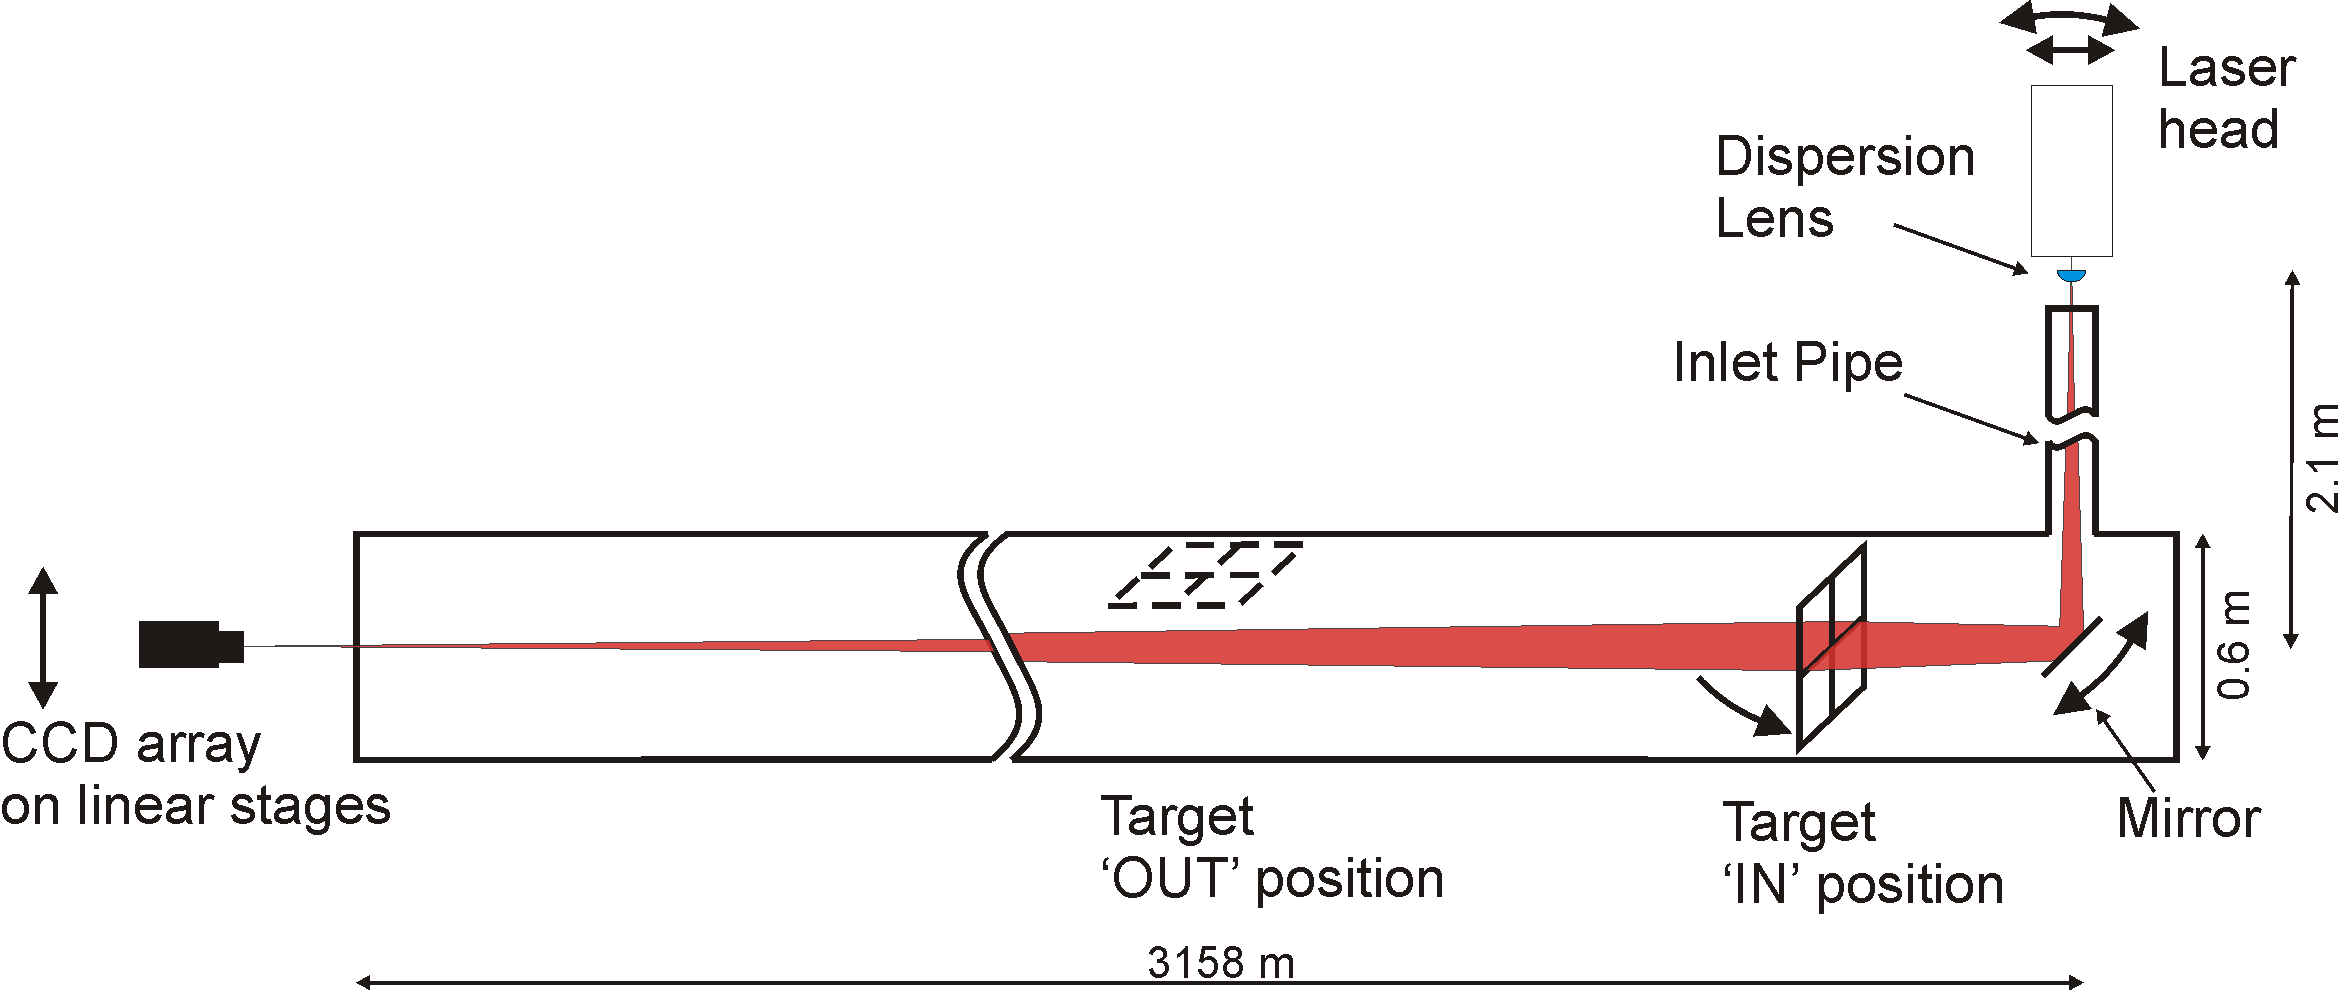 Laser
head
Dispersion
Lens
Inlet Pipe
2.1 m
0.6 m
CCD array
on linear stages
Target
‘OUT’ position
Target
‘IN’ position
Mirror
3158 m